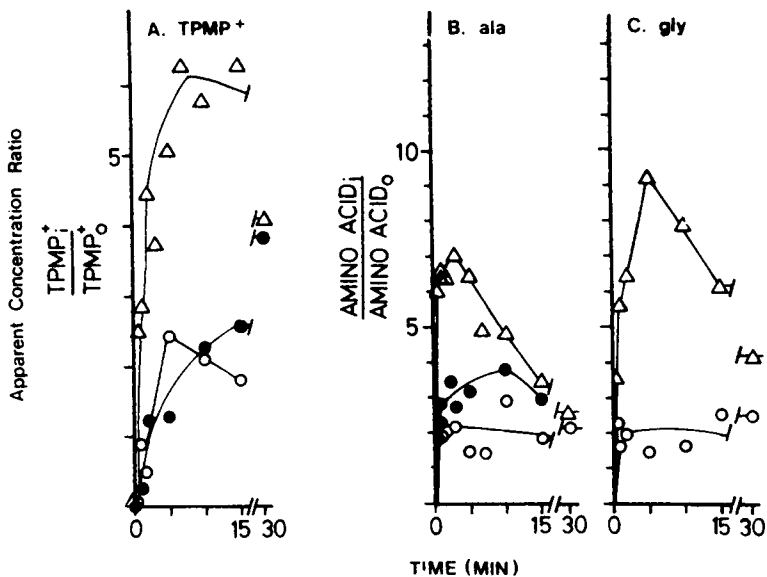 A. TPMP+
B. ala
C. gly
Apparent Concentration Ratio
TPMP+i
TPMP+o
5
AMINO ACIDi
AMINO ACIDo
10
5
0
15
30
0
15
30
0
15
30
TIME (MIN)